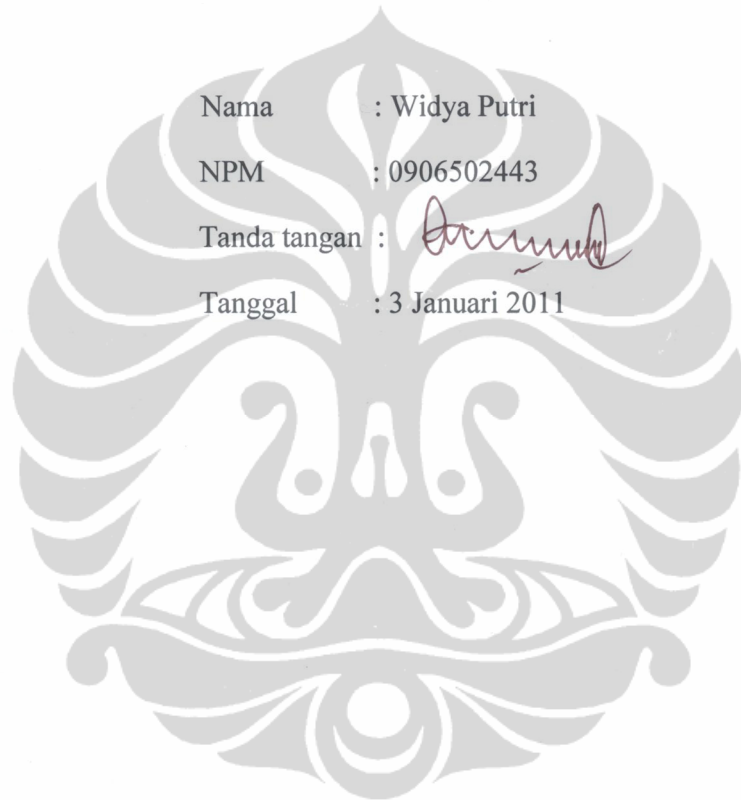 Nama : Widya Putri
NPM : 0906502443
Tanda tangan :
Tanggal : 3 Januari 2011